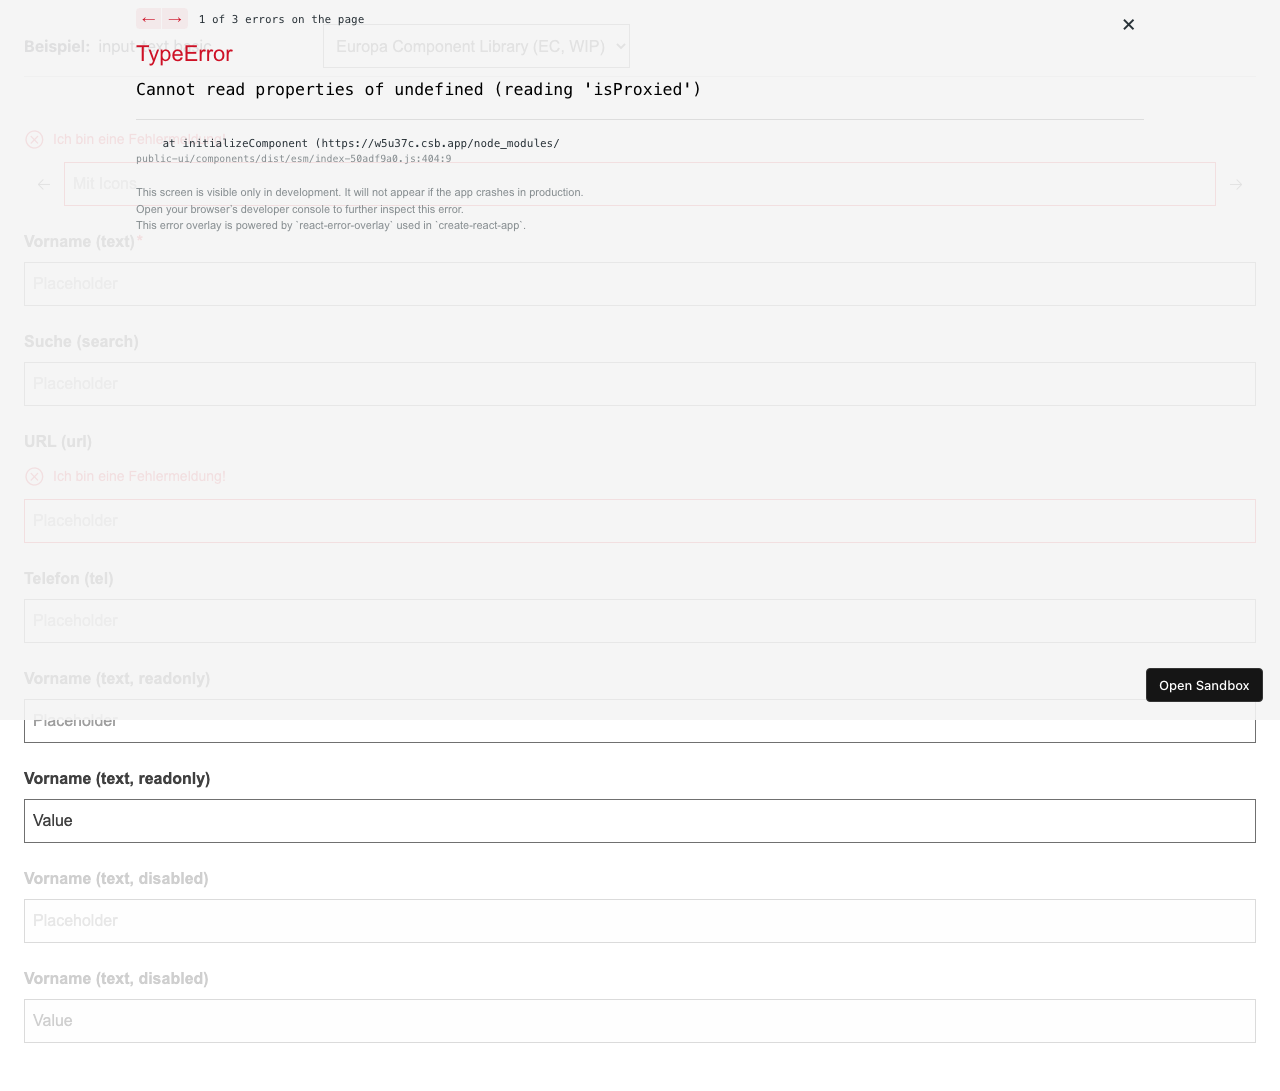 ← → 1 of 3 errors on the page ×
Beispiel: input-text basic Europa Component Library (EC, WIP)
TypeError
Cannot read properties of undefined (reading 'isProxied')
Ich bin eine Fehlermeldung!
at initializeComponent (https://w5u37c.csb.app/node_modules/
public-ui/components/dist/esm/index-50adf9a0.js:404:9
Mit Icons
This screen is visible only in development. It will not appear if the app crashes in production.
Open your browser’s developer console to further inspect this error.
This error overlay is powered by `react-error-overlay` used in `create-react-app`.
Vorname (text)*
Placeholder
Suche (search)
Placeholder
URL (url)
Ich bin eine Fehlermeldung!
Placeholder
Telefon (tel)
Placeholder
Vorname (text, readonly)
Open Sandbox
Placeholder
Vorname (text, readonly)
Value
Vorname (text, disabled)
Placeholder
Vorname (text, disabled)
Value